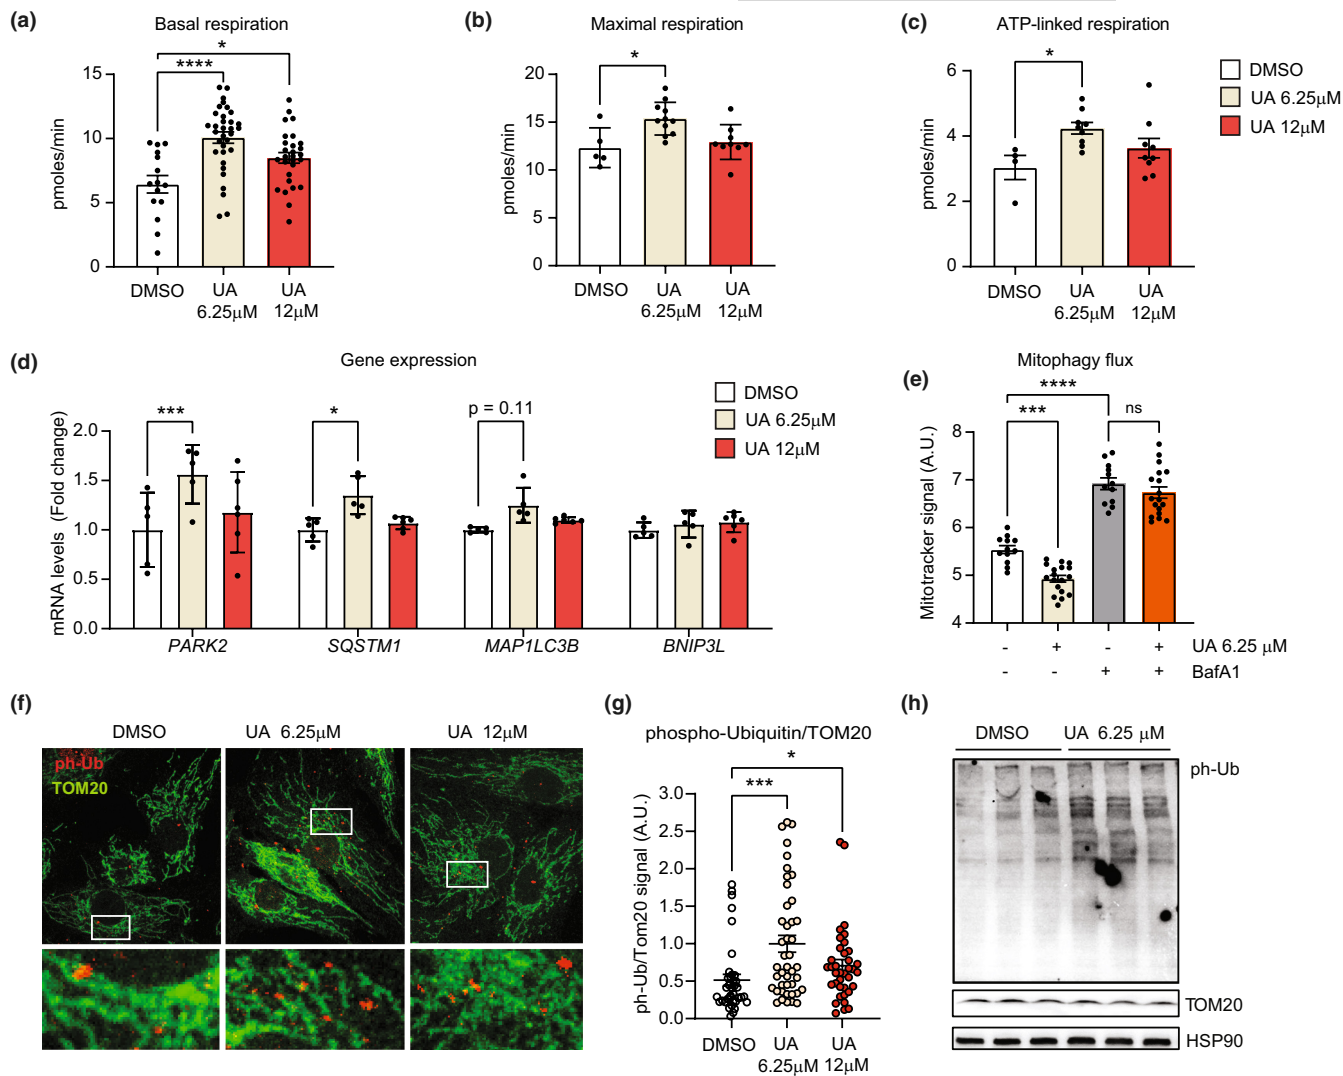 (a)
Basal respiration
*
****
15
10
5
0
pmoles/min
DMSO
UA
6.25μM
UA
12μM
(b)
Maximal respiration
*
20
15
10
5
0
pmoles/min
DMSO
UA
6.25μM
UA
12μM
(c)
ATP-linked respiration
*
6
4
2
0
pmoles/min
DMSO
UA
6.25μM
UA
12μM
DMSO
UA 6.25μM
UA 12μM
(d)
Gene expression
DMSO
UA 6.25μM
UA 12μM
***
*
p = 0.11
2.0
1.5
1.0
0.5
0.0
mRNA levels (Fold change)
PARK2
SQSTM1
MAP1LC3B
BNIP3L
(e)
Mitophagy flux
****
***
ns
8
7
6
5
4
Mitotracker signal (A.U.)
- + - + UA 6.25 μM
- - + + BafA1
(f)
DMSO
UA 6.25μM
UA 12μM
ph-Ub
TOM20
(g)
phospho-Ubiquitin/TOM20
*
***
3.0
2.5
2.0
1.5
1.0
0.5
0.0
ph-Ub/Tom20 signal (A.U.)
DMSO
UA
6.25μM
UA
12μM
(h)
DMSO
UA 6.25 μM
ph-Ub
TOM20
HSP90